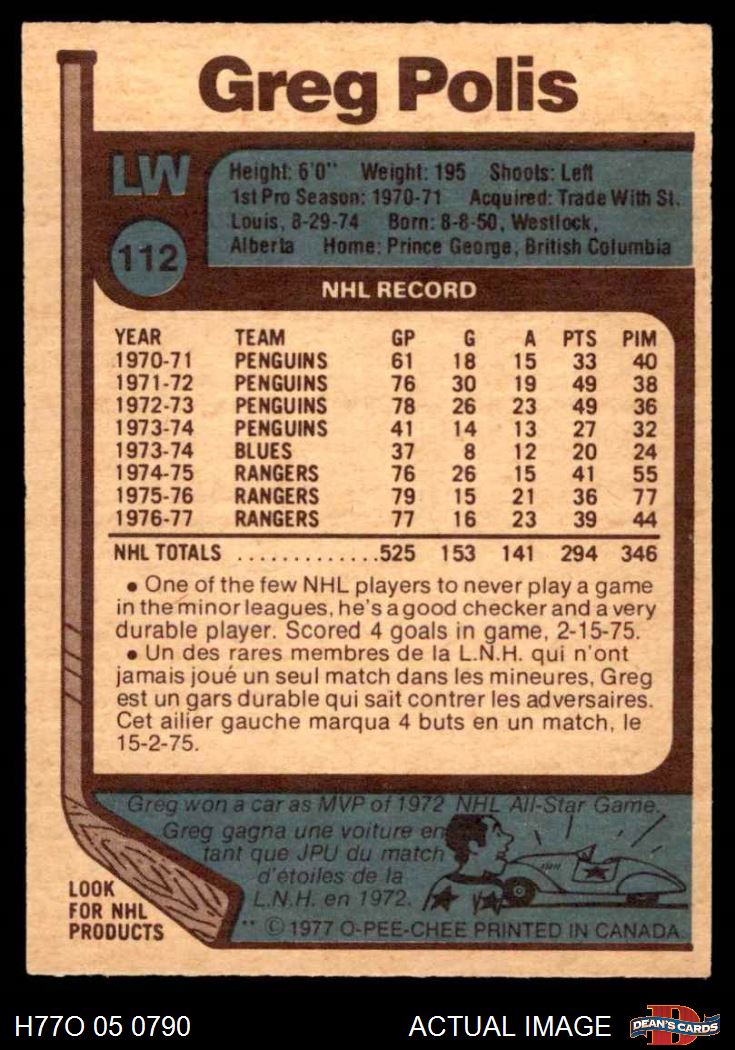 Greg Polis
LW
Height: 6'0" Weight: 195 Shoots: Left
1st Pro Season: 1970-71 Acquired: Trade With St.
Louis, 8-29-74 Born: 8-8-50, Westlock,
Alberta Home: Prince George, British Columbia
112
NHL RECORD
YEAR TEAM GP G A PTS PIM
1970-71 PENGUINS 61 18 15 33 40
1971-72 PENGUINS 76 30 19 49 38
1972-73 PENGUINS 78 26 23 49 36
1973-74 PENGUINS 41 14 13 27 32
1973-74 BLUES 37 8 12 20 24
1974-75 RANGERS 76 26 15 41 55
1975-76 RANGERS 79 15 21 36 77
1976-77 RANGERS 77 16 23 39 44
NHL TOTALS .............525 153 141 294 346
• One of the few NHL players to never play a game
in the minor leagues, he's a good checker and a very
durable player. Scored 4 goals in game, 2-15-75.
• Un des rares membres de la L.N.H. qui n'ont
jamais joué un seul match dans les mineures, Greg
est un gars durable qui sait contrer les adversaires.
Cet ailier gauche marqua 4 buts en un match, le
15-2-75.
Greg won a car as MVP of 1972 NHL All-Star Game.
Greg gagna une voiture en
tant que JPU du match
d'étoiles de la
L.N.H. en 1972.
LOOK
FOR NHL
PRODUCTS
** © 1977 O-PEE-CHEE PRINTED IN CANADA.
H77O 05 0790 ACTUAL IMAGE
D
DEAN'S CARDS